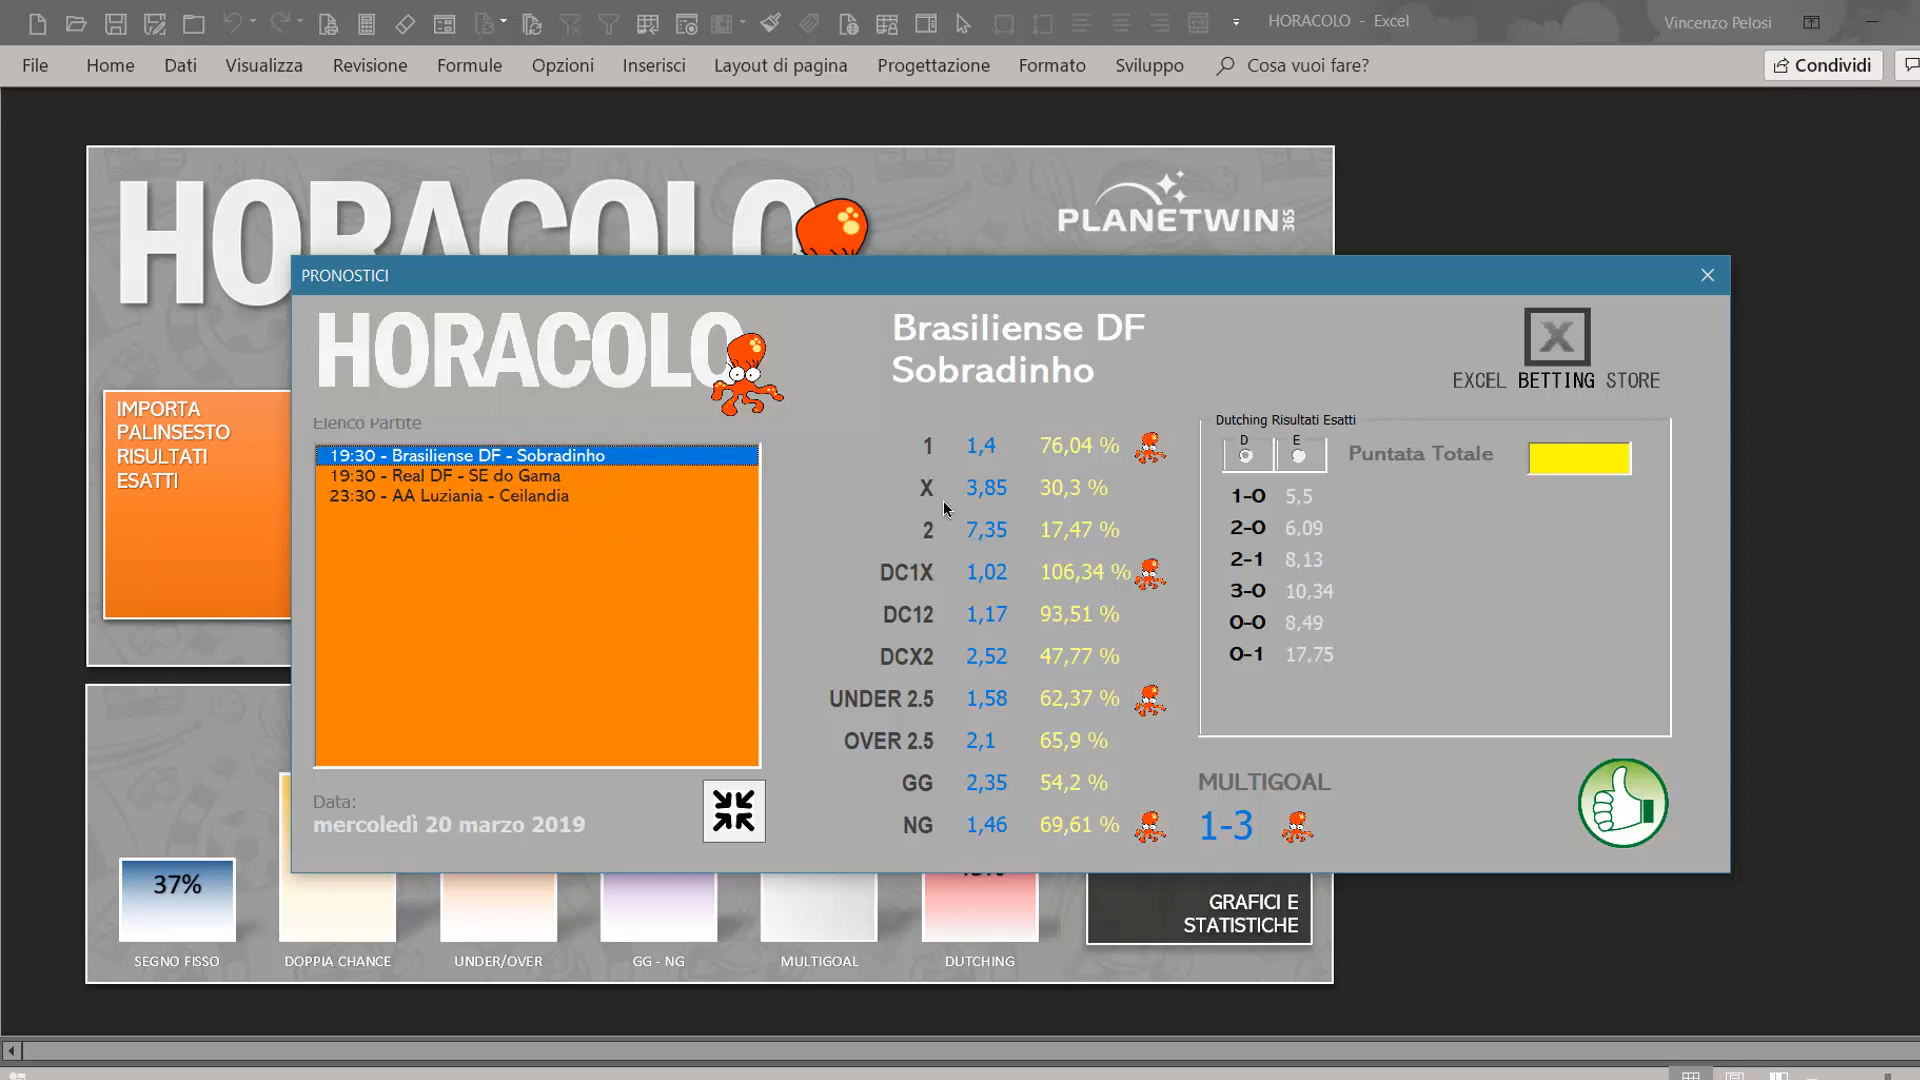 HORACOLO - Excel
Vincenzo Pelosi
File
Home
Dati
Visualizza
Revisione
Formule
Opzioni
Inserisci
Layout di pagina
Progettazione
Formato
Sviluppo
Cosa vuoi fare?
Condividi
HORACOLO
PLANETWIN365
IMPORTA
PALINSESTO
RISULTATI
ESATTI
PRONOSTICI
HORACOLO
Brasiliense DF
Sobradinho
X
EXCEL BETTING STORE
Elenco Partite
19:30 - Brasiliense DF - Sobradinho
19:30 - Real DF - SE do Gama
23:30 - AA Luziania - Ceilandia
Data:
mercoledì 20 marzo 2019
1 1,4 76,04 %
X 3,85 30,3 %
2 7,35 17,47 %
DC1X 1,02 106,34 %
DC12 1,17 93,51 %
DCX2 2,52 47,77 %
UNDER 2.5 1,58 62,37 %
OVER 2.5 2,1 65,9 %
GG 2,35 54,2 %
NG 1,46 69,61 %
Dutching Risultati Esatti
D E
Puntata Totale
1-0 5,5
2-0 6,09
2-1 8,13
3-0 10,34
0-0 8,49
0-1 17,75
MULTIGOAL
1-3
37%
SEGNO FISSO
DOPPIA CHANCE
UNDER/OVER
GG - NG
MULTIGOAL
DUTCHING
GRAFICI E
STATISTICHE